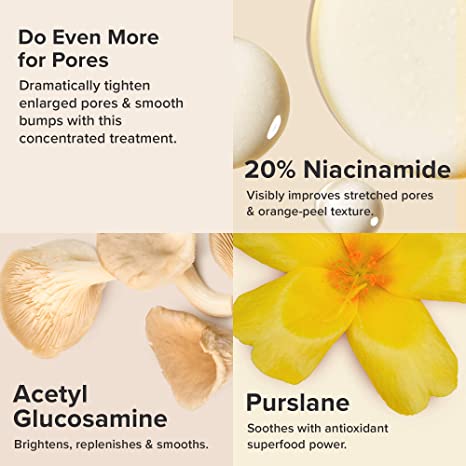 Do Even More
for Pores
Dramatically tighten
enlarged pores & smooth
bumps with this
concentrated treatment.
20% Niacinamide
Visibly improves stretched pores
& orange-peel texture.
Acetyl
Glucosamine
Brightens, replenishes & smooths.
Purslane
Soothes with antioxidant
superfood power.